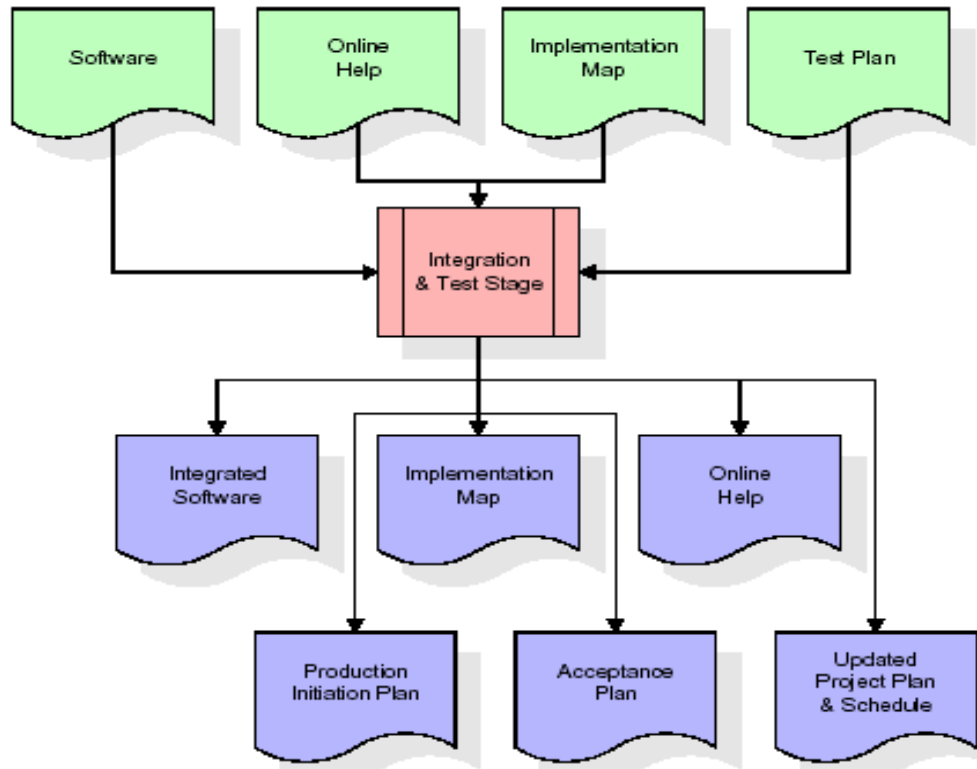 Software
Online
Help
Implementation
Map
Test Plan
Integration
& Test Stage
Integrated
Software
Implementation
Map
Online
Help
Production
Initiation Plan
Acceptance
Plan
Updated
Project Plan
& Schedule